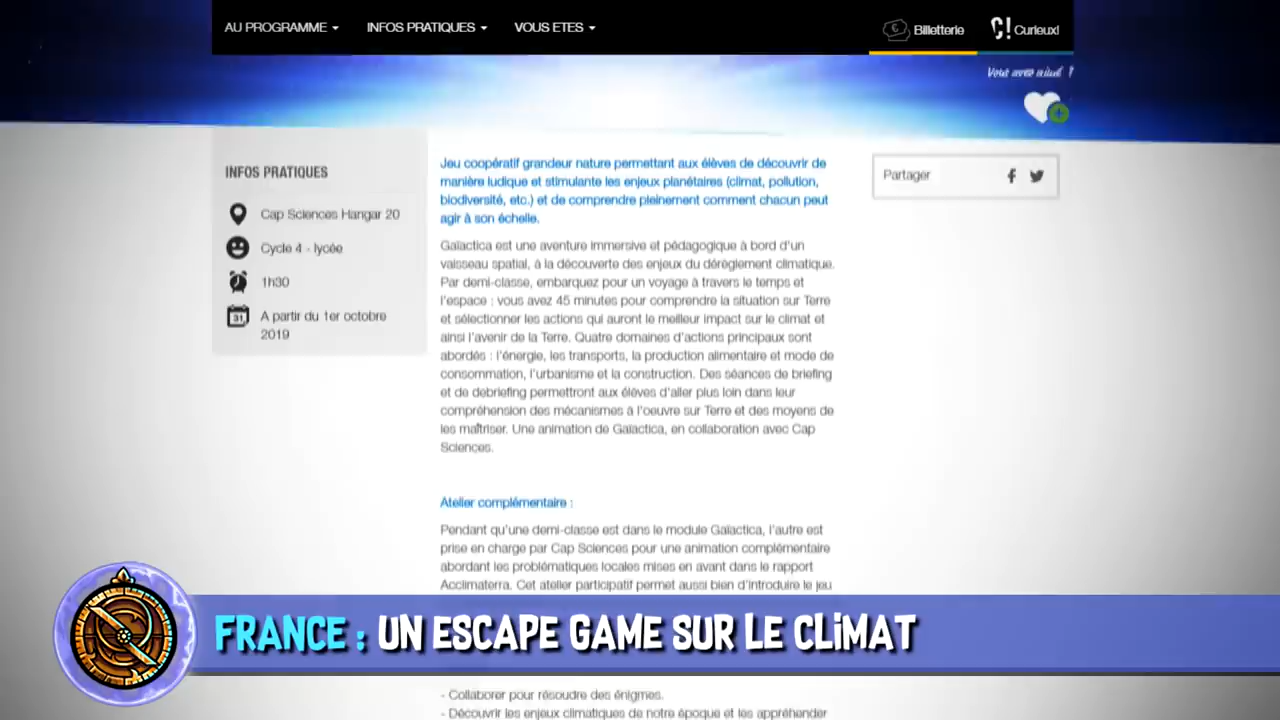 AU PROGRAMME
INFOS PRATIQUES
VOUS ETES
Billetterie
C! Curieux!
Vous avez aimé ?
INFOS PRATIQUES
Cap Sciences Hangar 20
Cycle 4 - lycée
1h30
31
A partir du 1er octobre
2019
Jeu coopératif grandeur nature permettant aux élèves de découvrir de
manière ludique et stimulante les enjeux planétaires (climat, pollution,
biodiversité, etc.) et de comprendre pleinement comment chacun peut
agir à son échelle.
Galactica est une aventure immersive et pédagogique à bord d'un
vaisseau spatial, à la découverte des enjeux du dérèglement climatique.
Par demi-classe, embarquez pour un voyage à travers le temps et
l'espace : vous avez 45 minutes pour comprendre la situation sur Terre
et sélectionner les actions qui auront le meilleur impact sur le climat et
ainsi l'avenir de la Terre. Quatre domaines d'actions principaux sont
abordés : l'énergie, les transports, la production alimentaire et mode de
consommation, l'urbanisme et la construction. Des séances de briefing
et de debriefing permettront aux élèves d'aller plus loin dans leur
compréhension des mécanismes à l'oeuvre sur Terre et des moyens de
les maîtriser. Une animation de Galactica, en collaboration avec Cap
Sciences.
Partager
Atelier complémentaire :
Pendant qu'une demi-classe est dans le module Galactica, l'autre est
prise en charge par Cap Sciences pour une animation complémentaire
abordant les problématiques locales mises en avant dans le rapport
Acclimaterra. Cet atelier participatif permet aussi bien d'introduire le jeu
FRANCE : UN ESCAPE GAME SUR LE CLiMAT
- Collaborer pour résoudre des énigmes.
- Découvrir les enjeux climatiques de notre époque et les appréhender